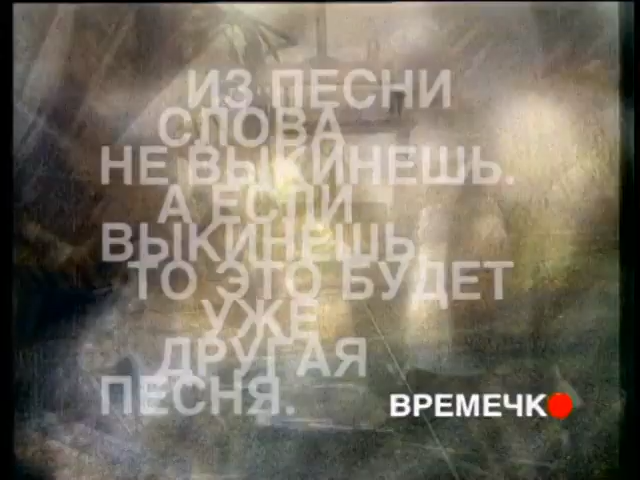 ИЗ ПЕСНИ
СЛОВА
НЕ ВЫКИНЕШЬ.
А ЕСЛИ
ВЫКИНЕШЬ
ТО ЭТО БУДЕТ
УЖЕ
ДРУГАЯ
ПЕСНЯ.
ВРЕМЕЧКО